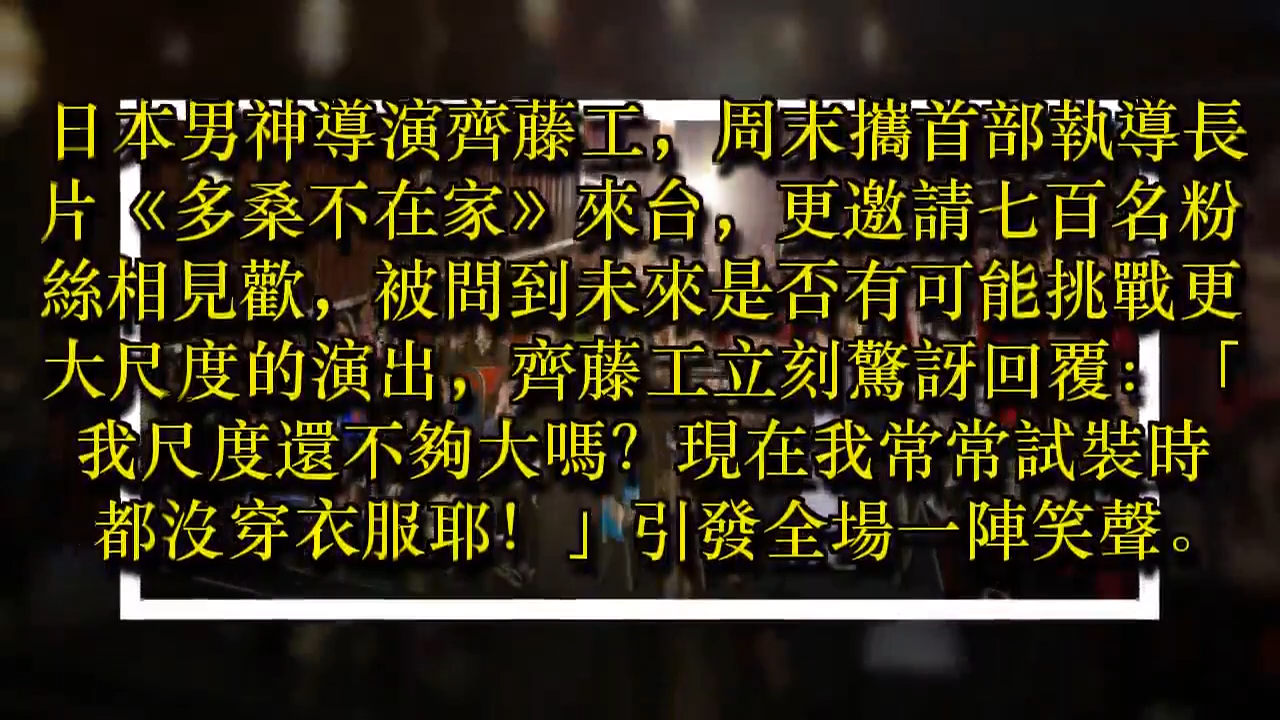 日本男神導演齊藤工，周末攜首部執導長
片《多桑不在家》來台，更邀請七百名粉
絲相見歡，被問到未來是否有可能挑戰更
大尺度的演出，齊藤工立刻驚訝回覆：「
我尺度還不夠大嗎？現在我常常試裝時
都沒穿衣服耶！」引發全場一陣笑聲。